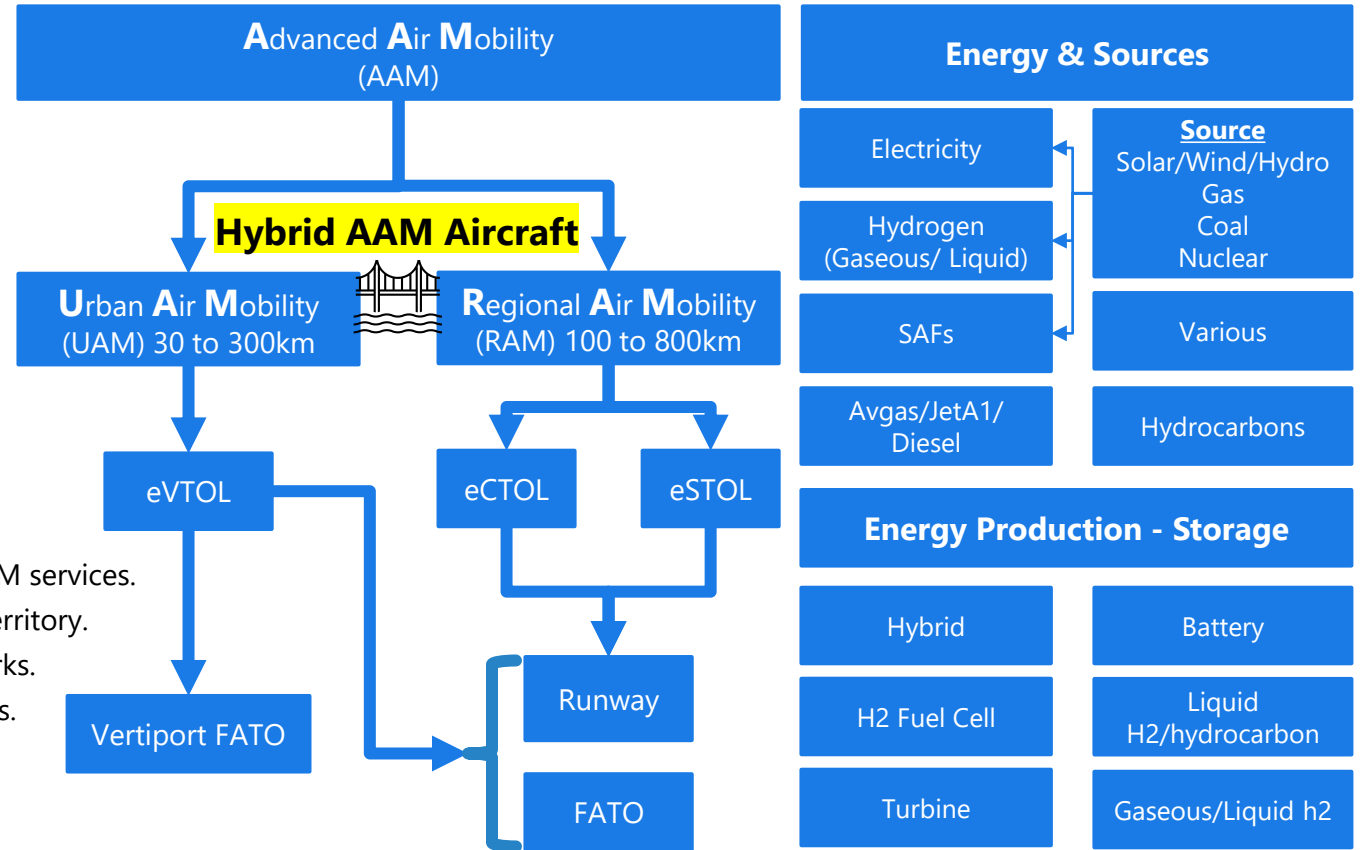 Advanced Air Mobility
(AAM)
Hybrid AAM Aircraft
Urban Air Mobility
(UAM) 30 to 300km
Regional Air Mobility
(RAM) 100 to 800km
eVTOL
eCTOL
eSTOL
M services.
erritory.
rks.
s.
Vertiport FATO
Runway
FATO
Energy & Sources
Electricity
Source
Solar/Wind/Hydro
Gas
Coal
Nuclear
Hydrogen
(Gaseous/ Liquid)
SAFs
Various
Avgas/JetA1/
Diesel
Hydrocarbons
Energy Production - Storage
Hybrid
Battery
H2 Fuel Cell
Liquid
H2/hydrocarbon
Turbine
Gaseous/Liquid h2